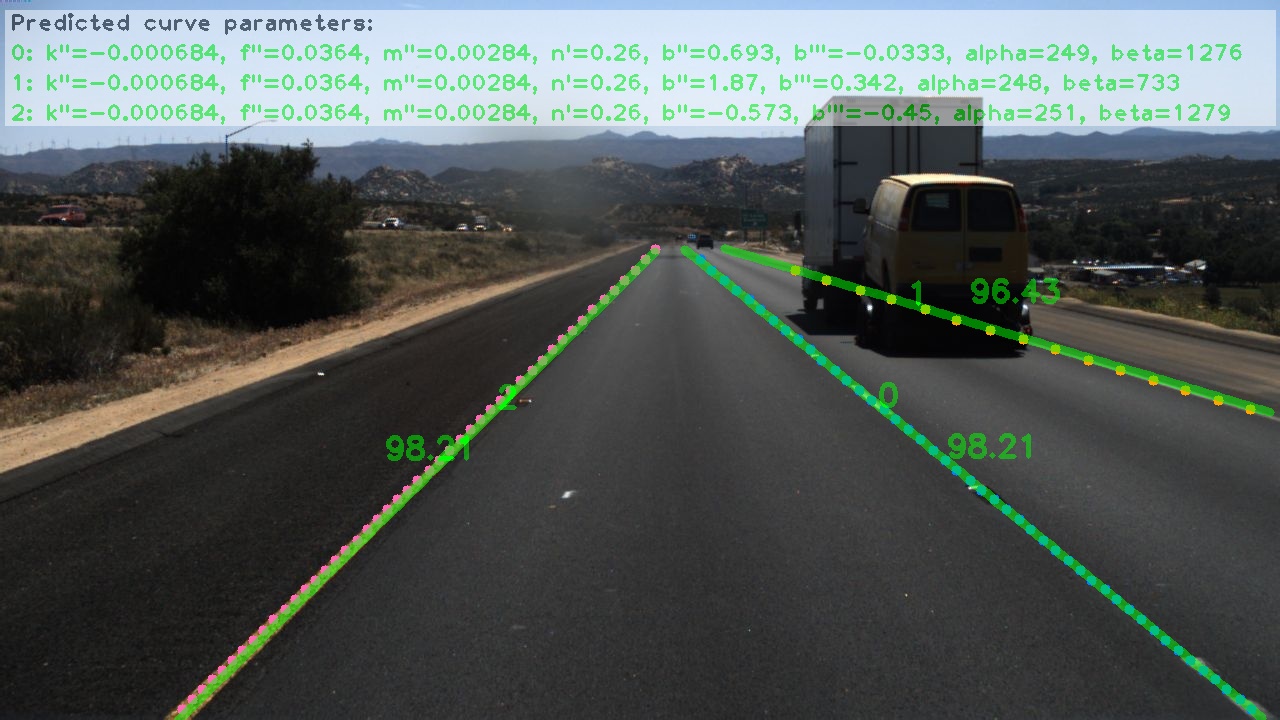 Predicted curve parameters:
0: k''=-0.000684, f''=0.0364, m''=0.00284, n'=0.26, b''=0.693, b'''=-0.0333, alpha=249, beta=1276
1: k''=-0.000684, f''=0.0364, m''=0.00284, n'=0.26, b''=1.87, b'''=0.342, alpha=248, beta=733
2: k''=-0.000684, f''=0.0364, m''=0.00284, n'=0.26, b''=-0.573, b'''=-0.45, alpha=251, beta=1279
1 96.43
2 0
98.21 98.21